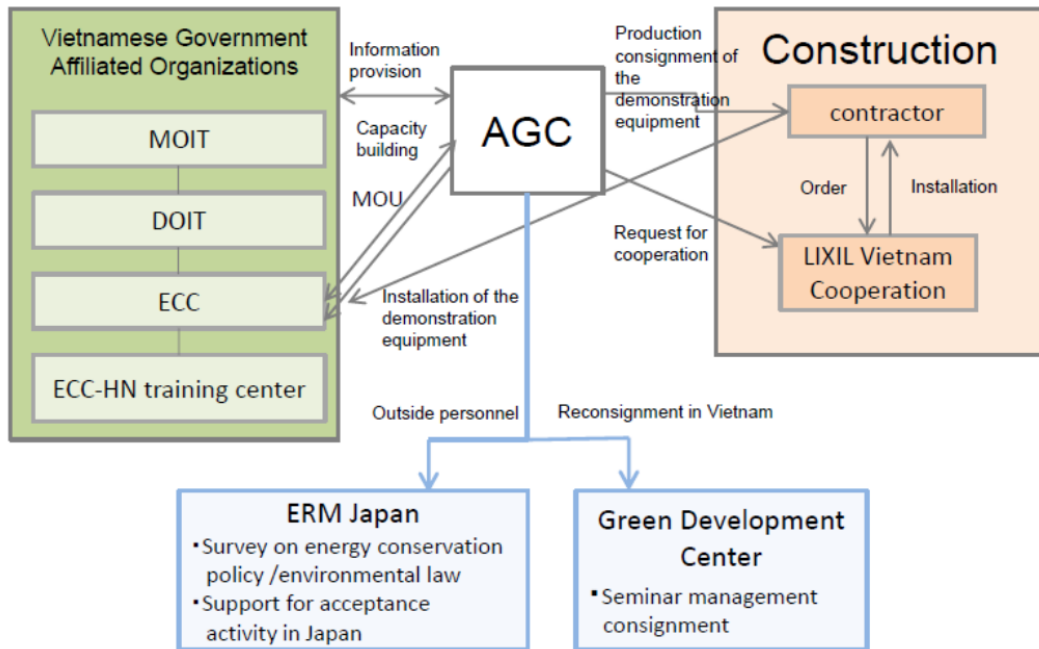 Vietnamese Government
Affiliated Organizations
MOIT
DOIT
ECC
ECC-HN training center
Information
provision
Capacity
building
MOU
AGC
Production
consignment of
the
demonstration
equipment
Construction
contractor
Order
Installation
LIXIL Vietnam
Cooperation
Request for
cooperation
Installation of the
demonstration
equipment
Outside personnel
Reconsignment in Vietnam
ERM Japan
・Survey on energy conservation
policy /environmental law
・Support for acceptance
activity in Japan
Green Development
Center
・Seminar management
consignment